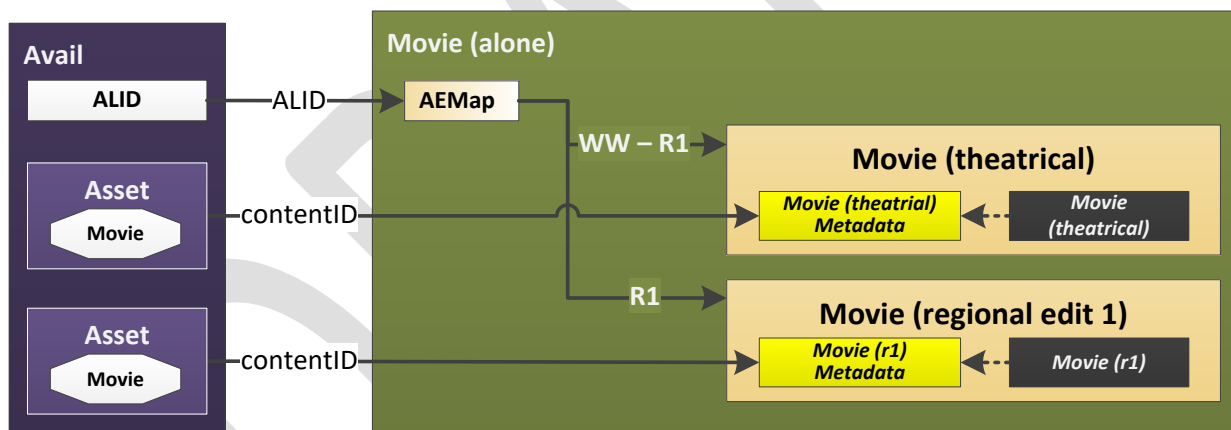 Avail
ALID
Asset
Movie
Asset
Movie
ALID
contentID
contentID
Movie (alone)
AEMap
WW – R1
R1
Movie (theatrical)
Movie (theatrial)
Metadata
Movie
(theatrical)
Movie (regional edit 1)
Movie (r1)
Metadata
Movie (r1)